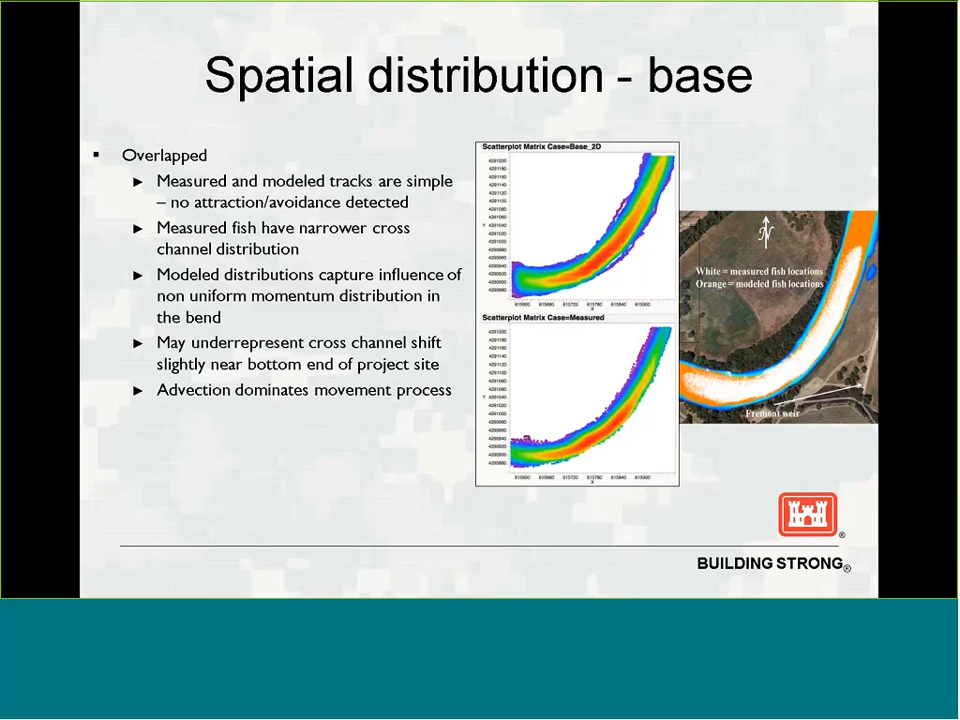 Spatial distribution - base
▪ Overlapped
► Measured and modeled tracks are simple
– no attraction/avoidance detected
► Measured fish have narrower cross
channel distribution
► Modeled distributions capture influence of
non uniform momentum distribution in
the bend
► May underrepresent cross channel shift
slightly near bottom end of project site
► Advection dominates movement process
Scatterplot Matrix Case=Base_2D
Y
X
Scatterplot Matrix Case=Measured
Y
X
N
White = measured fish locations
Orange = modeled fish locations
Fremont weir
BUILDING STRONG®